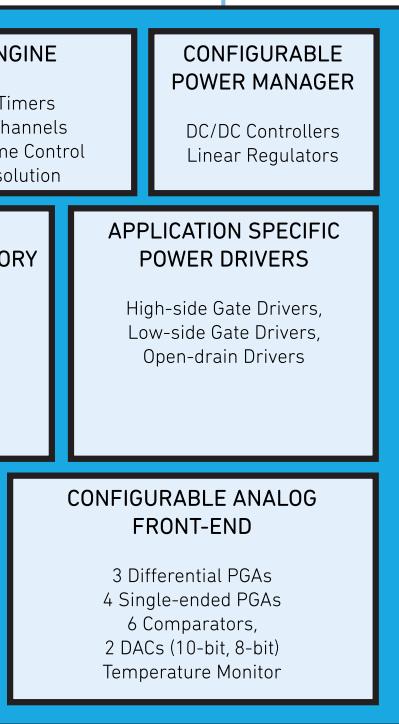 NGINE
Timers
hannels
me Control
solution
CONFIGURABLE
POWER MANAGER
DC/DC Controllers
Linear Regulators
ORY
APPLICATION SPECIFIC
POWER DRIVERS
High-side Gate Drivers,
Low-side Gate Drivers,
Open-drain Drivers
CONFIGURABLE ANALOG
FRONT-END
3 Differential PGAs
4 Single-ended PGAs
6 Comparators,
2 DACs (10-bit, 8-bit)
Temperature Monitor